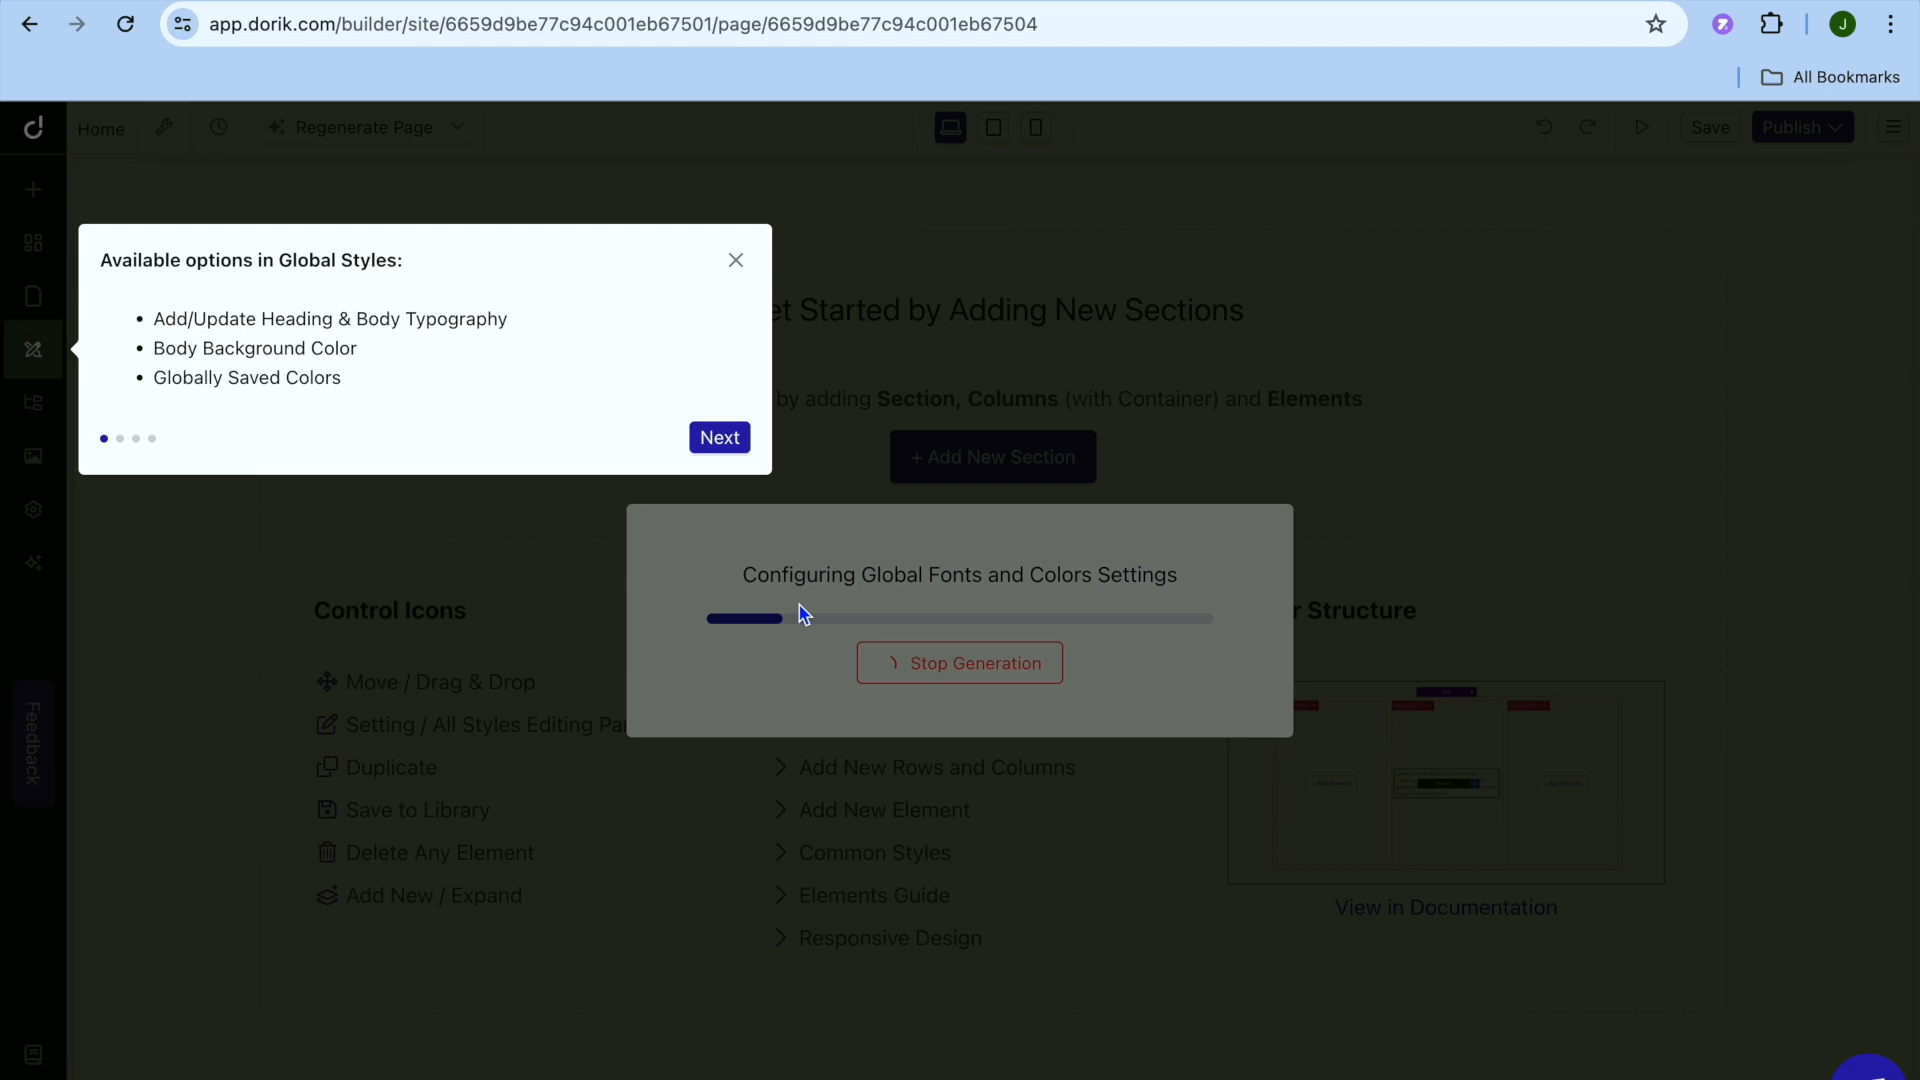 app.dorik.com/builder/site/6659d9be77c94c001eb67501/page/6659d9be77c94c001eb67504
J
All Bookmarks
Home
Regenerate Page
Save
Publish
Available options in Global Styles:
• Add/Update Heading & Body Typography
• Body Background Color
• Globally Saved Colors
Next
et Started by Adding New Sections
by adding Section, Columns (with Container) and Elements
+ Add New Section
Configuring Global Fonts and Colors Settings
Stop Generation
Feedback
Control Icons
Move / Drag & Drop
Setting / All Styles Editing Pa
Duplicate
Save to Library
Delete Any Element
Add New / Expand
Add New Rows and Columns
Add New Element
Common Styles
Elements Guide
Responsive Design
r Structure
View in Documentation